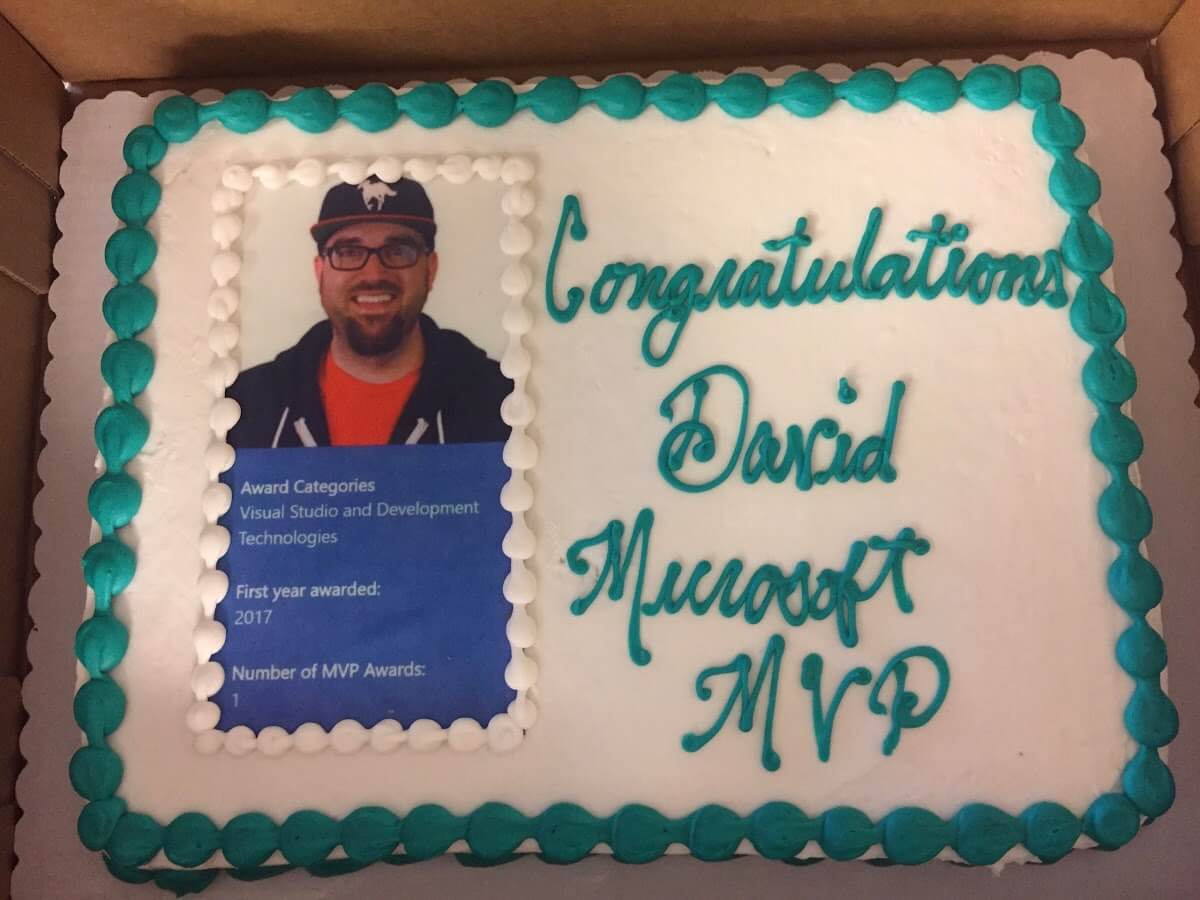 Award Categories
Visual Studio and Development
Technologies
First year awarded:
2017
Number of MVP Awards:
1
Congratulations
David
Microsoft
MVP